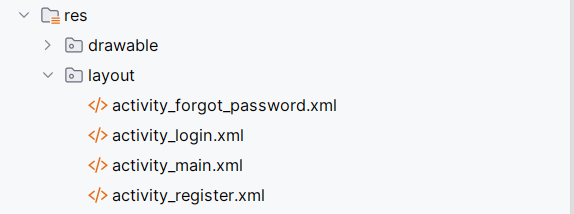 res
drawable
layout
activity_forgot_password.xml
activity_login.xml
activity_main.xml
activity_register.xml